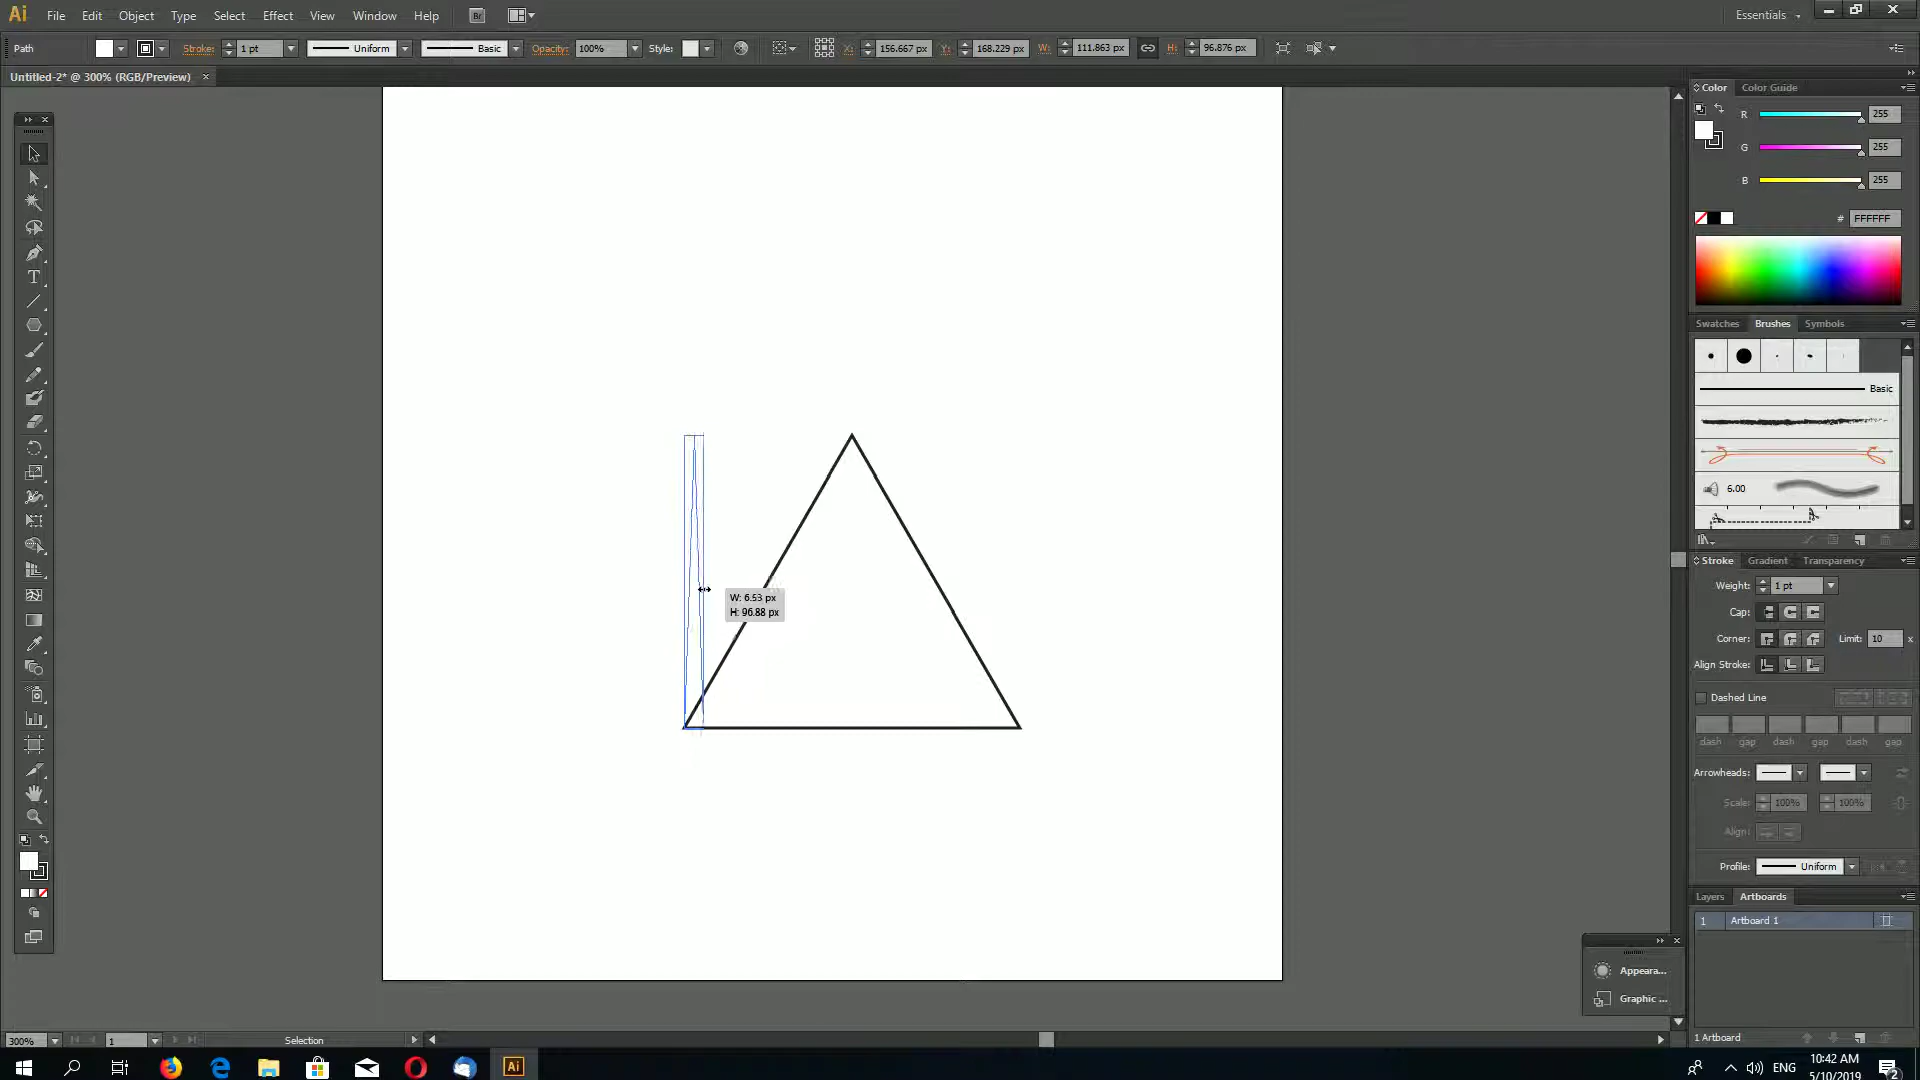 Ai File Edit Object Type Select Effect View Window Help Br Essentials
Path Stroke: 1 pt Uniform Basic Opacity: 100% Style: X: 156.667 px Y: 168.229 px W: 111.863 px H: 96.876 px
Untitled-2* @ 300% (RGB/Preview) ×
Color Color Guide
R 255
G 255
B 255
# FFFFFF
Swatches Brushes Symbols
Basic
6.00
Stroke Gradient Transparency
Weight: 1 pt
Cap:
Corner: Limit: 10 x
Align Stroke:
Dashed Line
dash gap dash gap dash gap
Arrowheads:
Scale: 100% 100%
Align:
Profile: Uniform
Layers Artboards
1 Artboard 1
Appeara...
Graphic ...
1 Artboard
W: 6.53 px
H: 96.88 px
300% 1 Selection
Ai ENG 10:42 AM
5/10/2019 2